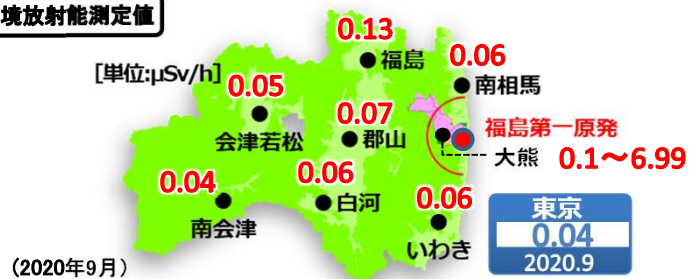 境放射能測定値
0.13
福島
0.06
[単位:μSv/h]
南相馬
0.05
会津若松
0.07
郡山
福島第一原発
大熊
0.1～6.99
0.04
南会津
0.06
白河
0.06
いわき
東京
0.04
2020.9
(2020年9月)